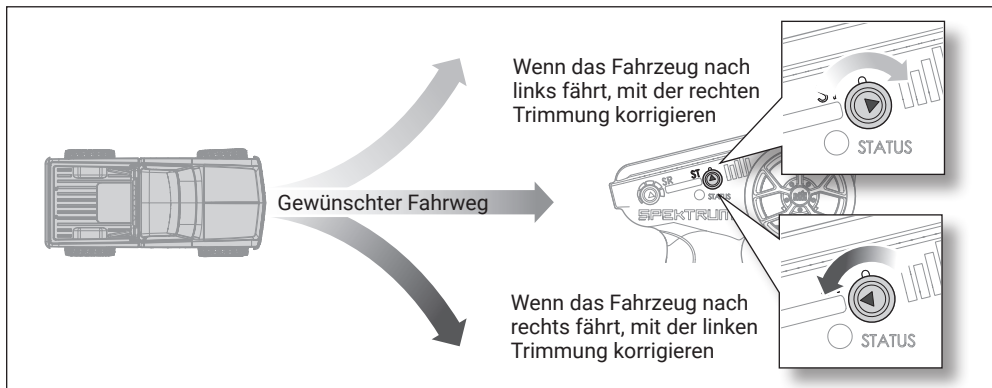 Wenn das Fahrzeug nach
links fährt, mit der rechten
Trimmung korrigieren
STATUS
Gewünschter Fahrweg
SR
ST
STATUS
SPEKTRUM
Wenn das Fahrzeug nach
rechts fährt, mit der linken
Trimmung korrigieren
STATUS